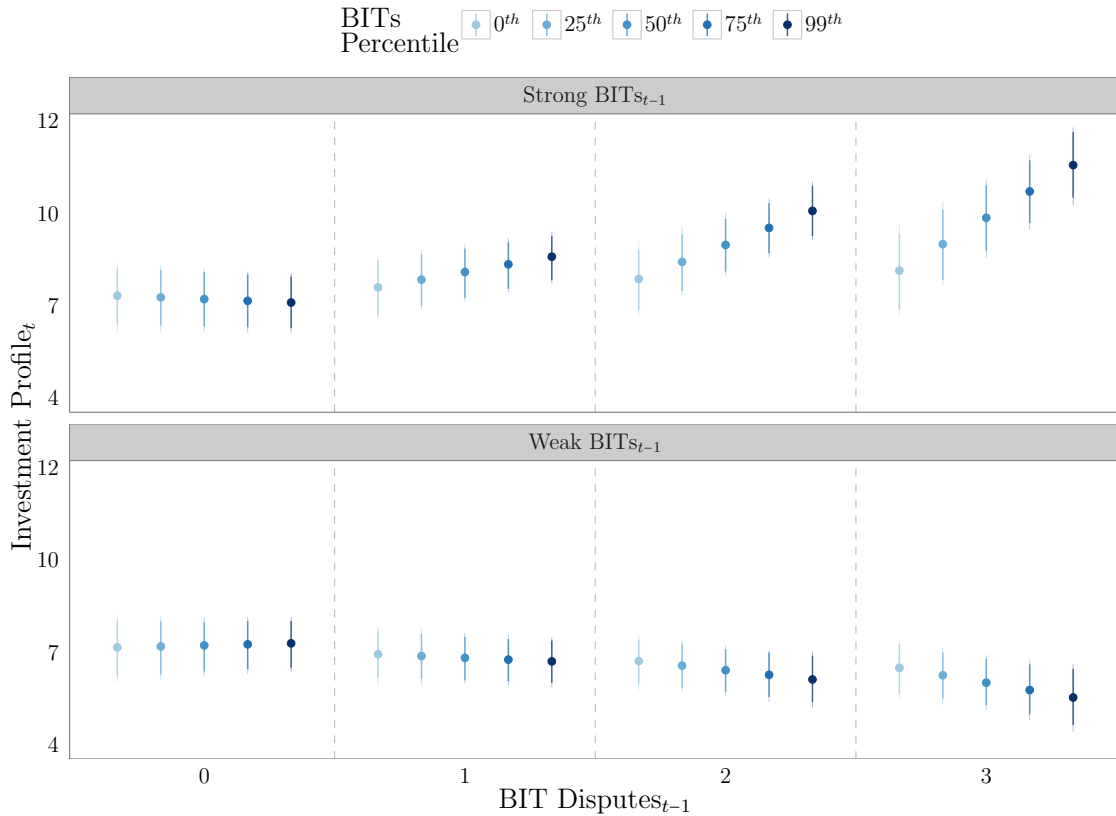 BITs
Percentile
0th 25th 50th 75th 99th
Strong BITst−1
12
10
7
4
Investment Profilet
Weak BITst−1
12
10
7
4
0 1 2 3
BIT Disputest−1